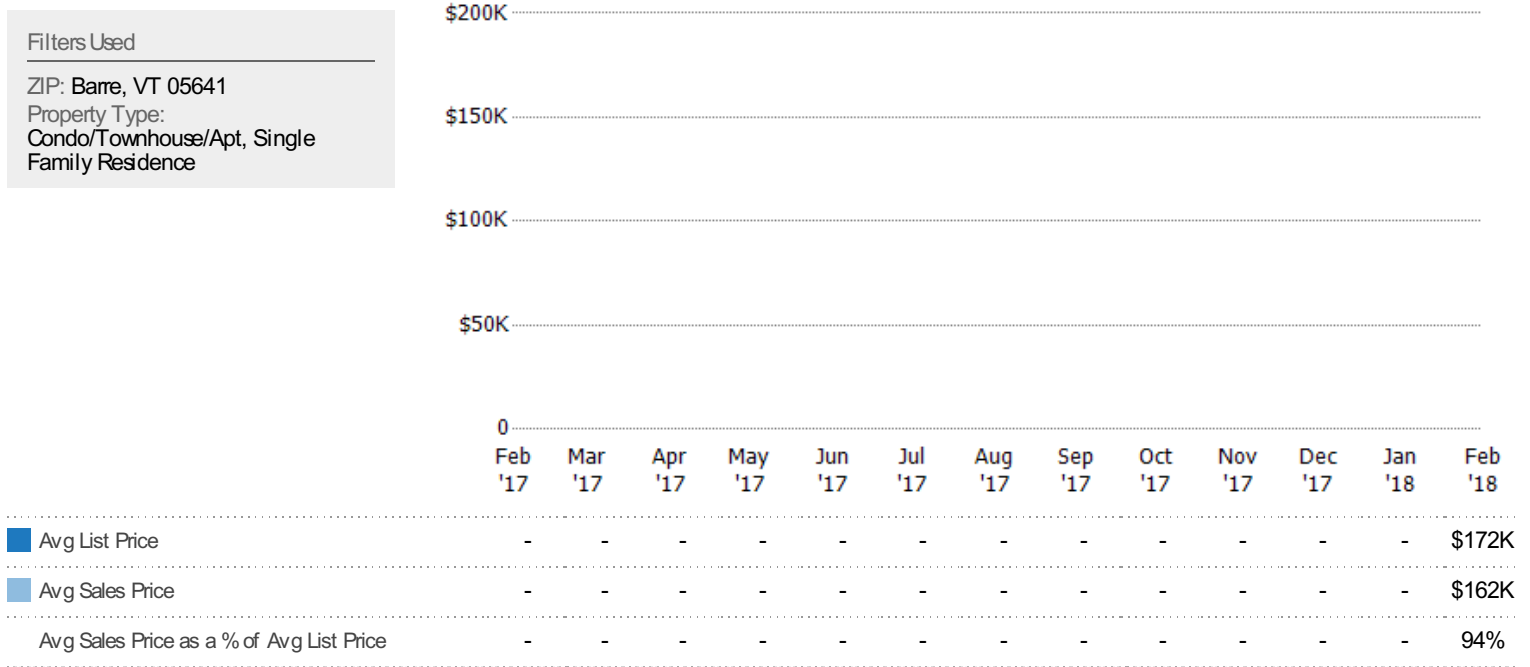 Filters Used
ZIP: Barre, VT 05641
Property Type:
Condo/Townhouse/Apt, Single
Family Residence
$200K
$150K
$100K
$50K
0
Feb Mar Apr May Jun Jul Aug Sep Oct Nov Dec Jan Feb
'17 '17 '17 '17 '17 '17 '17 '17 '17 '17 '17 '18 '18
Avg List Price - - - - - - - - - - - - $172K
Avg Sales Price - - - - - - - - - - - - $162K
Avg Sales Price as a % of Avg List Price - - - - - - - - - - - - 94%